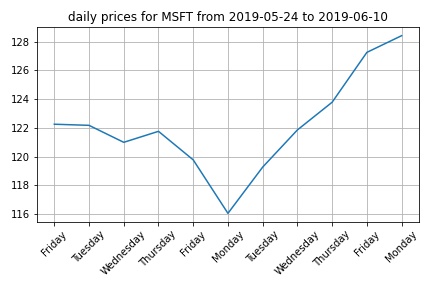 daily prices for MSFT from 2019-05-24 to 2019-06-10
128
126
124
122
120
118
116
Friday
Tuesday
Wednesday
Thursday
Friday
Monday
Tuesday
Wednesday
Thursday
Friday
Monday